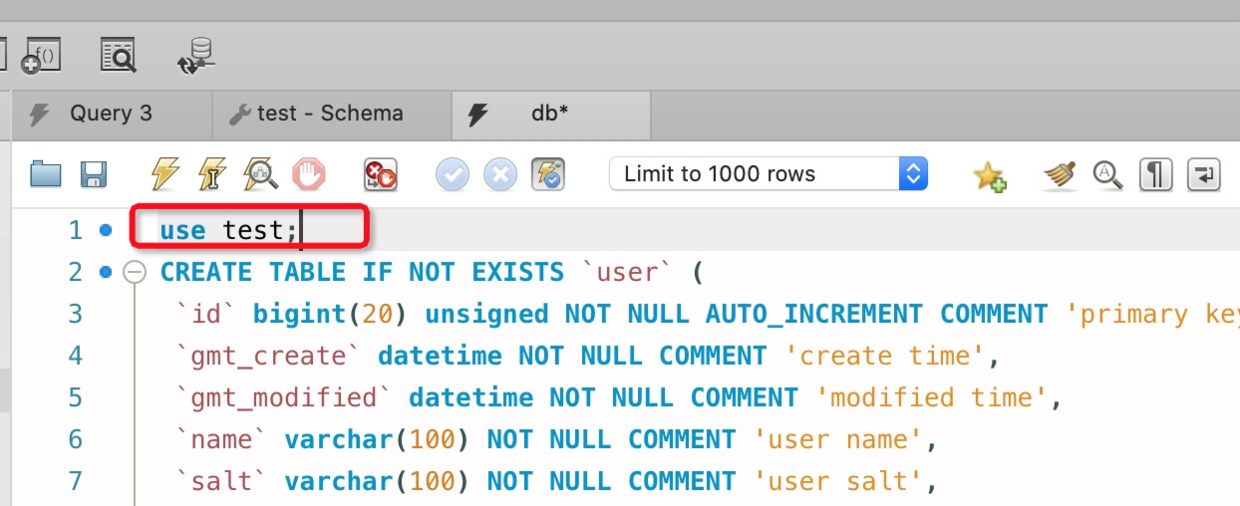 f()
Query 3
test - Schema
db*
Limit to 1000 rows
1 use test;
2 CREATE TABLE IF NOT EXISTS `user` (
3 `id` bigint(20) unsigned NOT NULL AUTO_INCREMENT COMMENT 'primary key
4 `gmt_create` datetime NOT NULL COMMENT 'create time',
5 `gmt_modified` datetime NOT NULL COMMENT 'modified time',
6 `name` varchar(100) NOT NULL COMMENT 'user name',
7 `salt` varchar(100) NOT NULL COMMENT 'user salt',